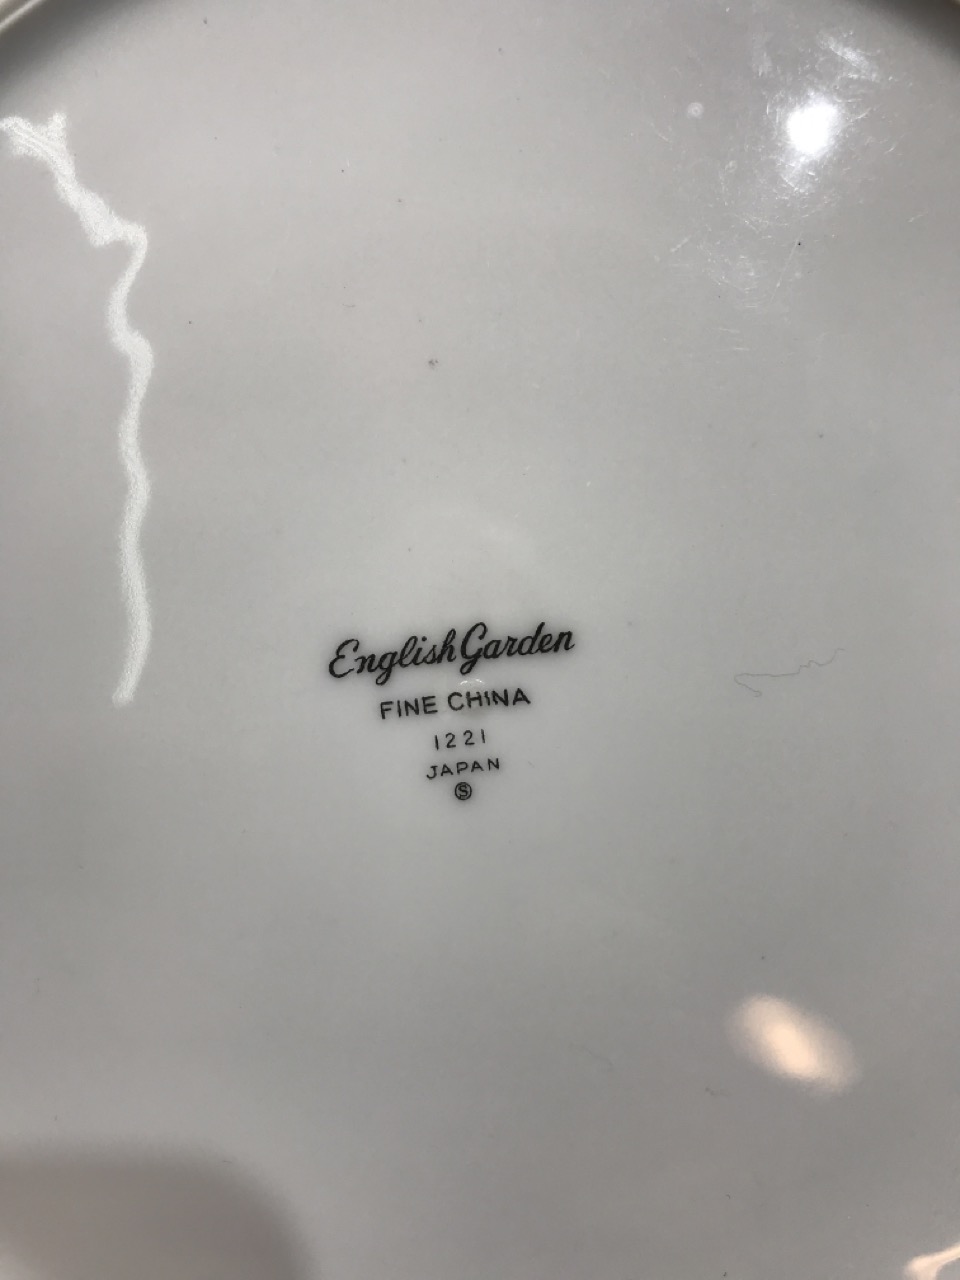 English Garden
FINE CHINA
1221
JAPAN
Ⓢ